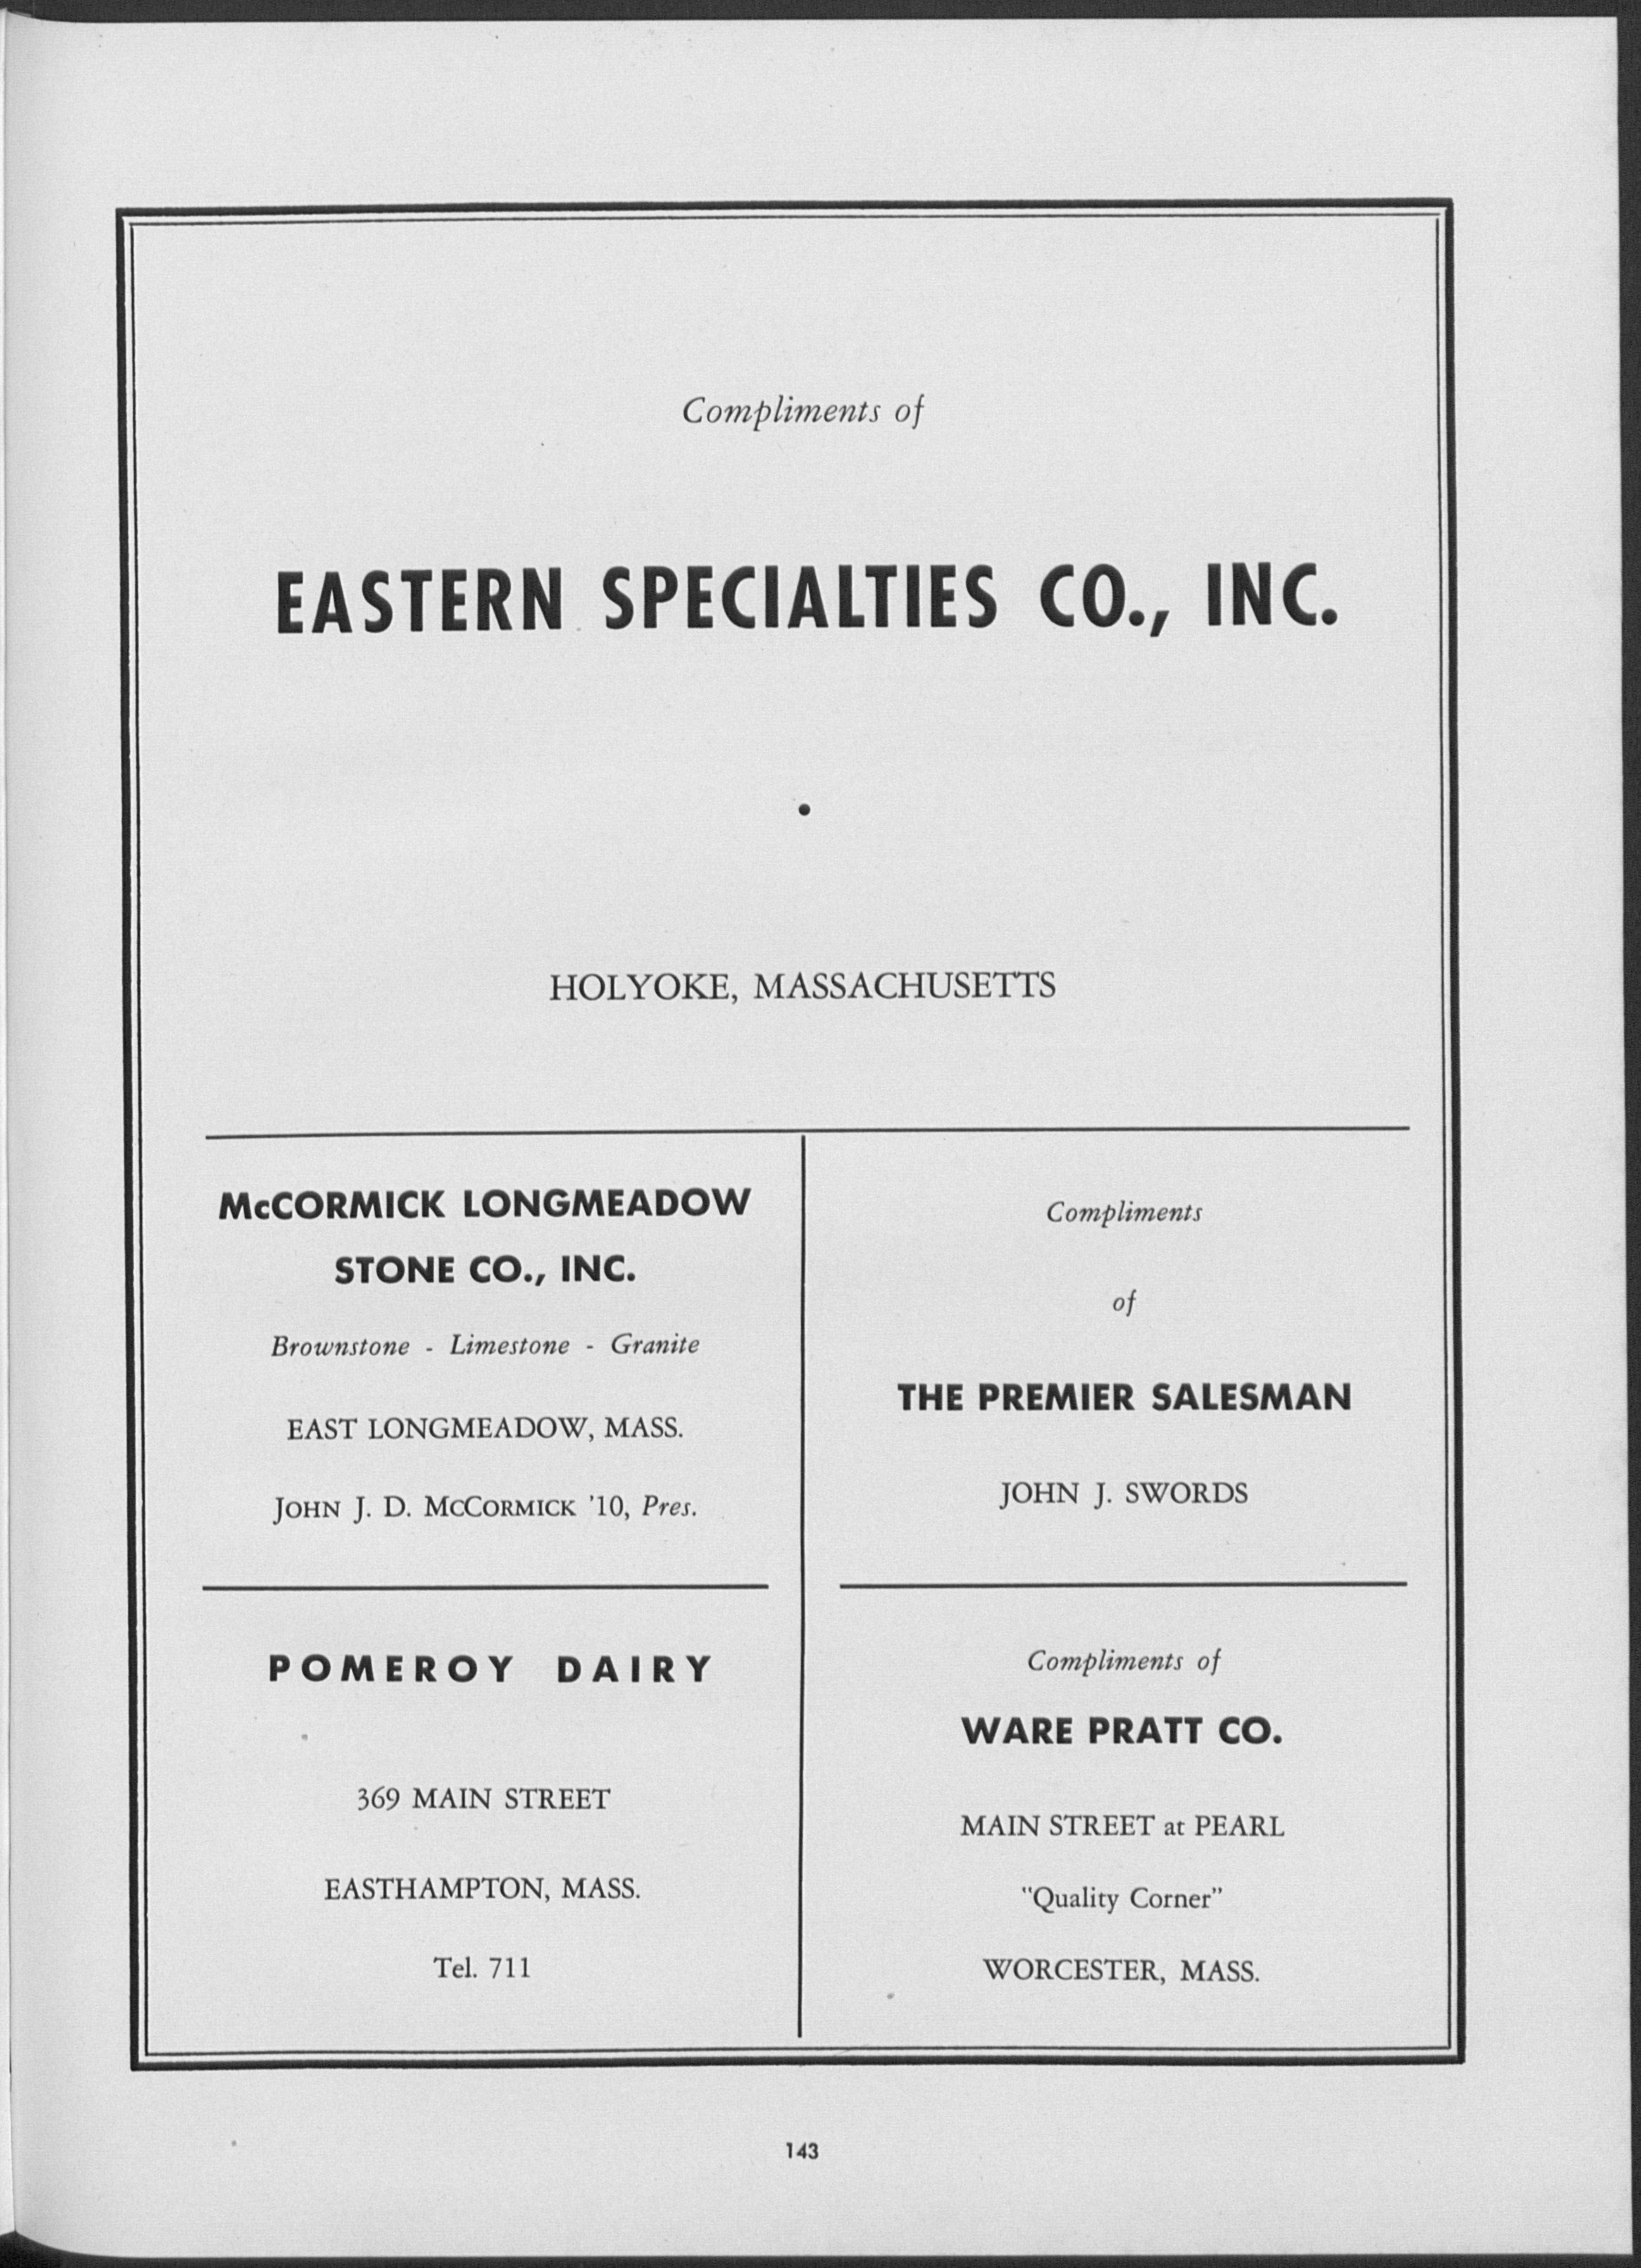 Compliments of
EASTERN SPECIALTIES CO., INC.
•
HOLYOKE, MASSACHUSETTS
McCORMICK LONGMEADOW
STONE CO., INC.
Brownstone - Limestone - Granite
EAST LONGMEADOW, MASS.
JOHN J. D. MCCORMICK '10, Pres.
POMEROY DAIRY
369 MAIN STREET
EASTHAMPTON, MASS.
Tel. 711
Compliments
of
THE PREMIER SALESMAN
JOHN J. SWORDS
Compliments of
WARE PRATT CO.
MAIN STREET at PEARL
"Quality Corner"
WORCESTER, MASS.
143